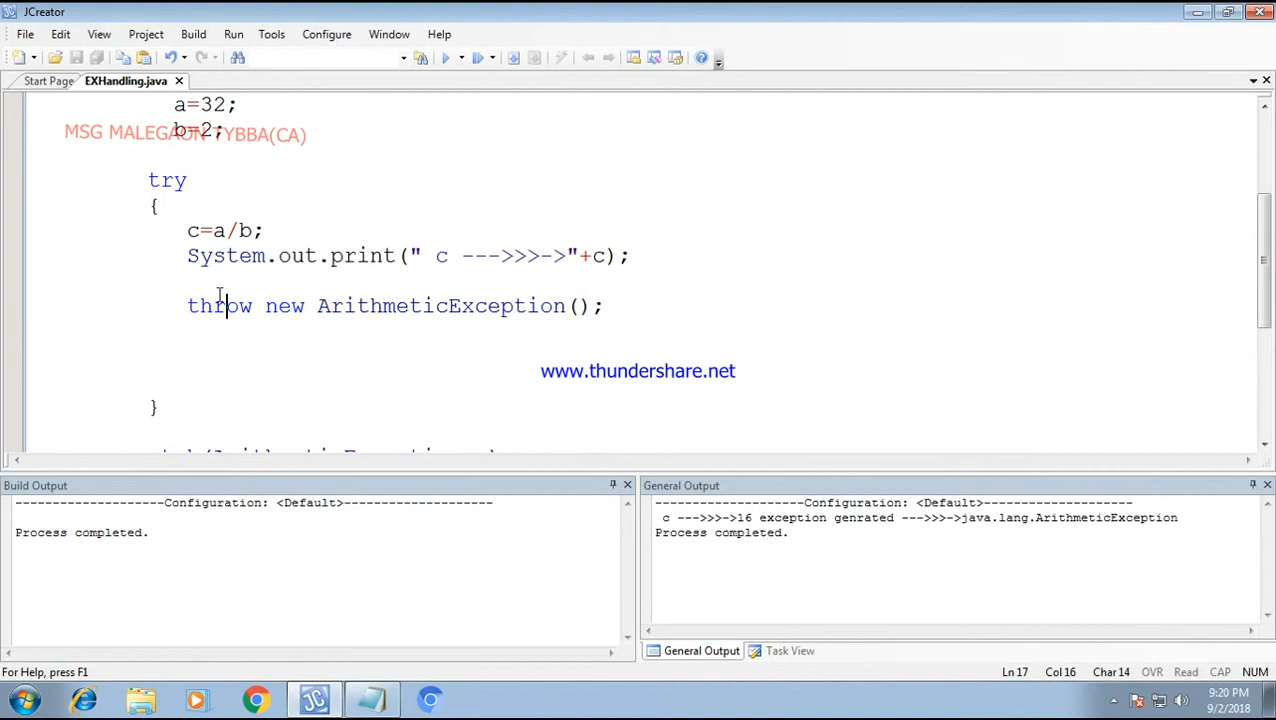 JCreator
File Edit View Project Build Run Tools Configure Window Help
Start Page EXHandling.java
a=32;
b=2;
MSG MALEGAON TYBBA(CA)
try
{
c=a/b;
System.out.print(" c --->>>->"+c);
throw new ArithmeticException();
www.thundershare.net
}
Build Output
--------------------Configuration: <Default>--------------------
Process completed.
General Output
--------------------Configuration: <Default>--------------------
c --->>>->16 exception genrated --->>>->java.lang.ArithmeticException
Process completed.
General Output Task View
For Help, press F1 Ln 17 Col 16 Char 14 OVR Read CAP NUM
JC
9:20 PM
9/2/2018